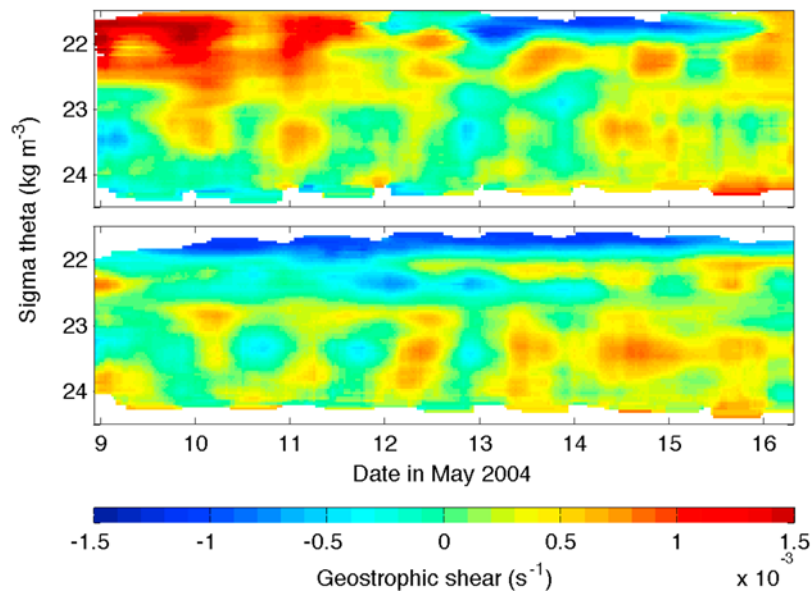 22
23
24
Sigma theta (kg m⁻³)
22
23
24
9 10 11 12 13 14 15 16
Date in May 2004
-1.5 -1 -0.5 0 0.5 1 1.5
x 10⁻³
Geostrophic shear (s⁻¹)